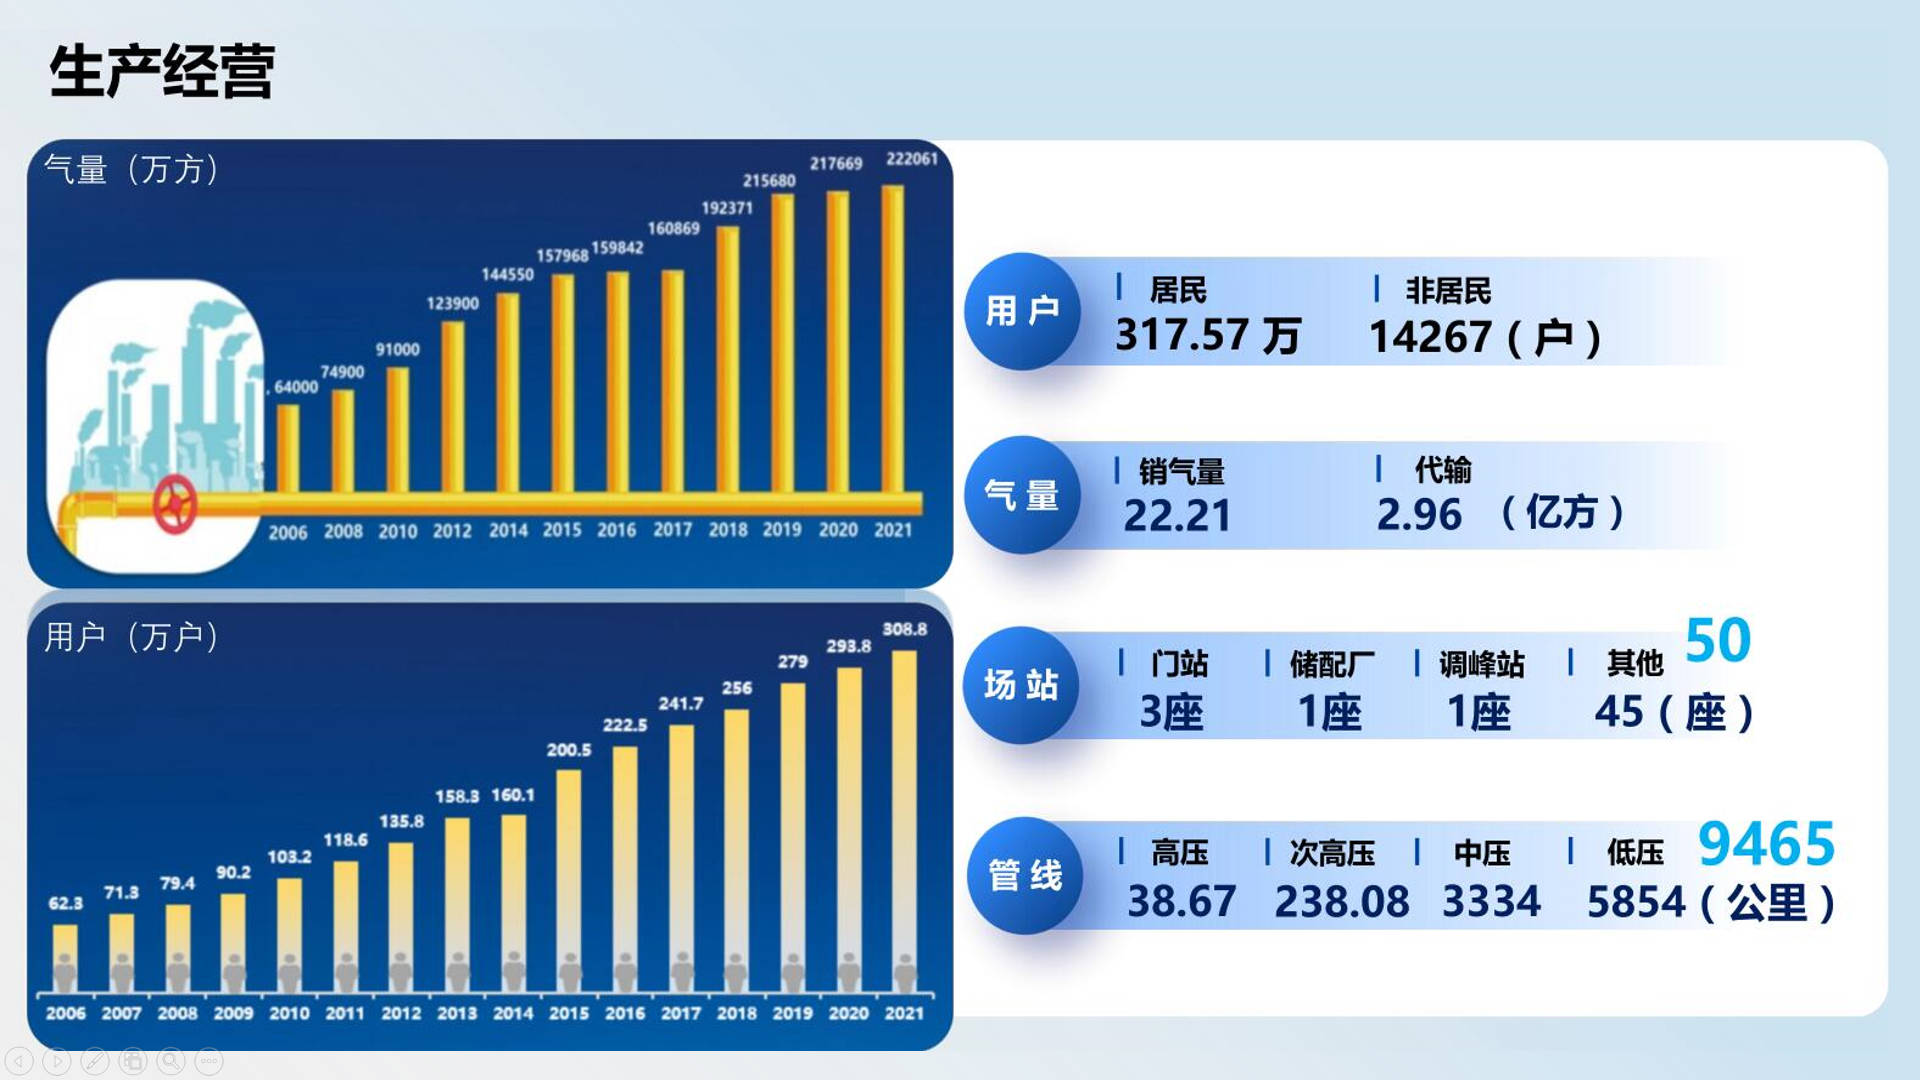 生产经营
气量（万方）
64000
74900
91000
123900
144550
157968
159842
160869
192371
215680
217669
222061
2006 2008 2010 2012 2014 2015 2016 2017 2018 2019 2020 2021
用户（万户）
62.3
71.3
79.4
90.2
103.2
118.6
135.8
158.3
160.1
200.5
222.5
241.7
256
279
293.8
308.8
2006 2007 2008 2009 2010 2011 2012 2013 2014 2015 2016 2017 2018 2019 2020 2021
用户
居民 非居民
317.57 万 14267（户）
气量
销气量 代输
22.21 2.96 （亿方）
场站
门站 储配厂 调峰站 其他 50
3座 1座 1座 45（座）
管线
高压 次高压 中压 低压 9465
38.67 238.08 3334 5854（公里）